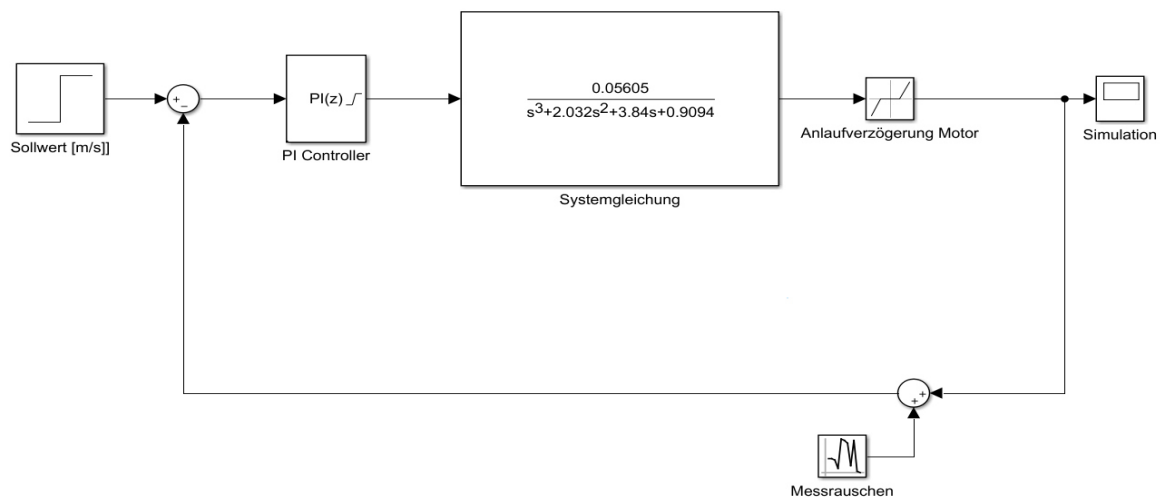 Sollwert [m/s]]
+
−
PI(z)
PI Controller
0.05605
s³+2.032s²+3.84s+0.9094
Systemgleichung
Anlaufverzögerung Motor
Simulation
+
+
Messrauschen